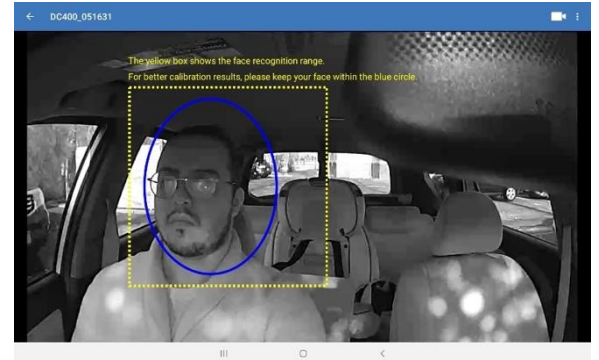 DC400_051631
The yellow box shows the face recognition range.
For better calibration results, please keep your face within the blue circle.